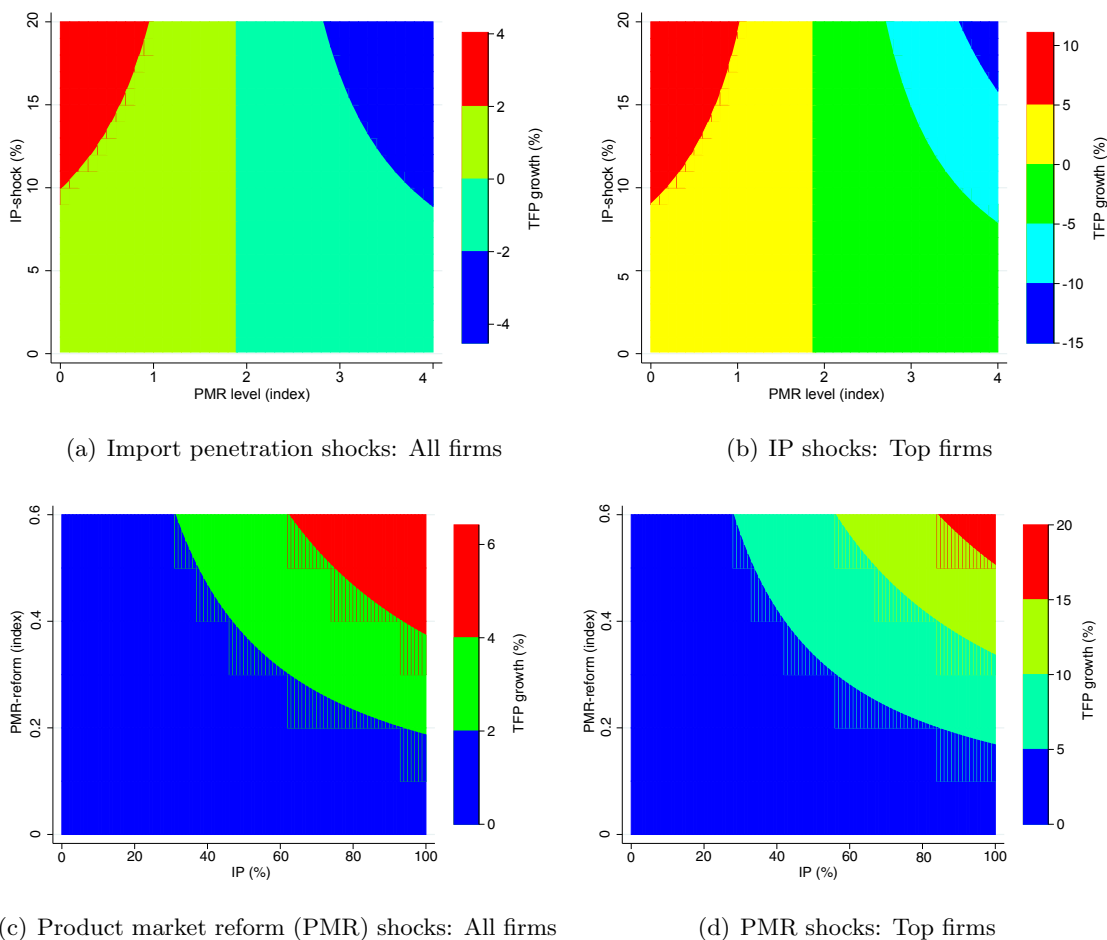 20
15
10
5
0
IP-shock (%)
0 1 2 3 4
PMR level (index)
4
2
0
-2
-4
TFP growth (%)
20
15
10
5
0
IP-shock (%)
0 1 2 3 4
PMR level (index)
10
5
0
-5
-10
-15
TFP growth (%)
(a) Import penetration shocks: All firms
(b) IP shocks: Top firms
0.6
0.4
0.2
0
PMR-reform (index)
0 20 40 60 80 100
IP (%)
6
4
2
0
TFP growth (%)
0.6
0.4
0.2
0
PMR-reform (index)
0 20 40 60 80 100
IP (%)
20
15
10
5
0
TFP growth (%)
(c) Product market reform (PMR) shocks: All firms
(d) PMR shocks: Top firms